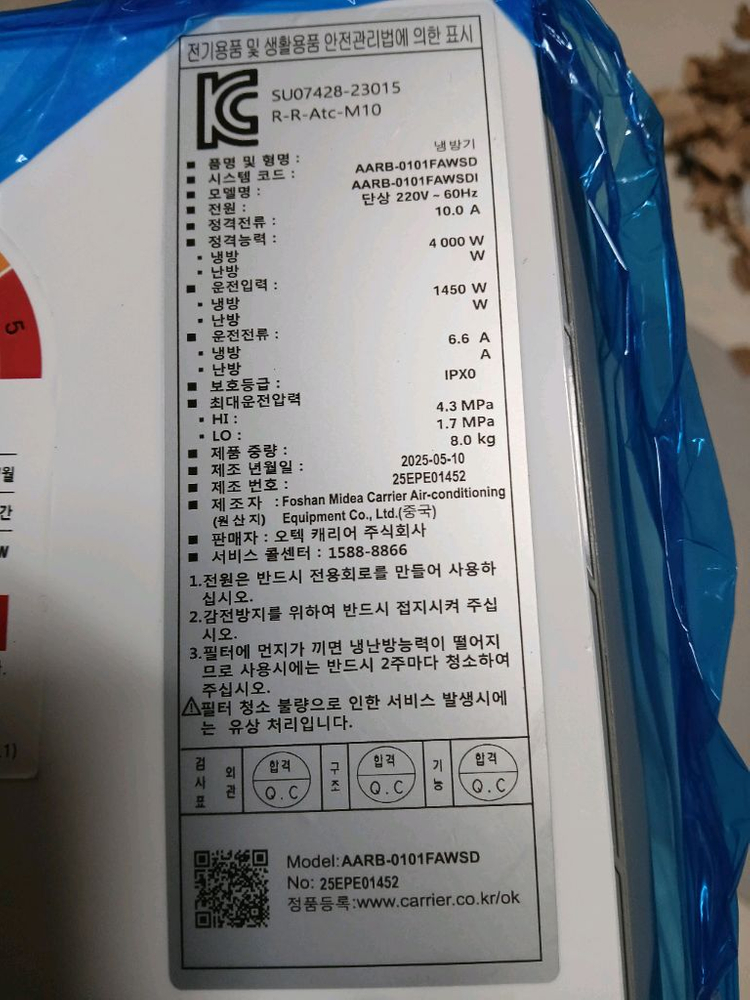 전기용품 및 생활용품 안전관리법에 의한 표시
SU07428-23015
R-R-Atc-M10
■ 품명 및 형명 : 냉방기
■ 시스템 코드 : AARB-0101FAWSD
■ 모델명 : AARB-0101FAWSDI
■ 전원 : 단상 220V ~ 60Hz
■ 정격전류 : 10.0 A
■ 정격능력 :
▪ 냉방 4 000 W
▪ 난방 W
■ 운전입력 :
▪ 냉방 1450 W
▪ 난방 W
■ 운전전류 :
▪ 냉방 6.6 A
▪ 난방 A
■ 보호등급 : IPX0
■ 최대운전압력
▪ HI : 4.3 MPa
▪ LO : 1.7 MPa
■ 제품 중량 : 8.0 kg
■ 제조 년월일 : 2025-05-10
■ 제조 번호 : 25EPE01452
■ 제조자 : Foshan Midea Carrier Air-conditioning
(원산지) Equipment Co., Ltd.(중국)
■ 판매자 : 오텍 캐리어 주식회사
■ 서비스 콜센터 : 1588-8866
1.전원은 반드시 전용회로를 만들어 사용하
십시오.
2.감전방지를 위하여 반드시 접지시켜 주십
시오.
3.필터에 먼지가 끼면 냉난방능력이 떨어지
므로 사용시에는 반드시 2주마다 청소하여
주십시오.
⚠필터 청소 불량으로 인한 서비스 발생시에
는 유상 처리입니다.
검사표 외관 합격 Q.C 구조 합격 Q.C 기능 합격 Q.C
Model: AARB-0101FAWSD
No: 25EPE01452
정품등록:www.carrier.co.kr/ok
5
월
간
W
.1)